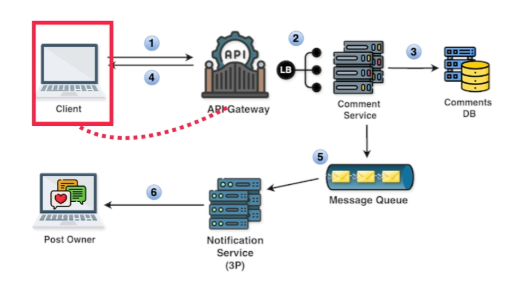 1
2
3
4
5
6
API
LB
Client
API Gateway
Comment
Service
Comments
DB
Message Queue
Post Owner
Notification
Service
(3P)